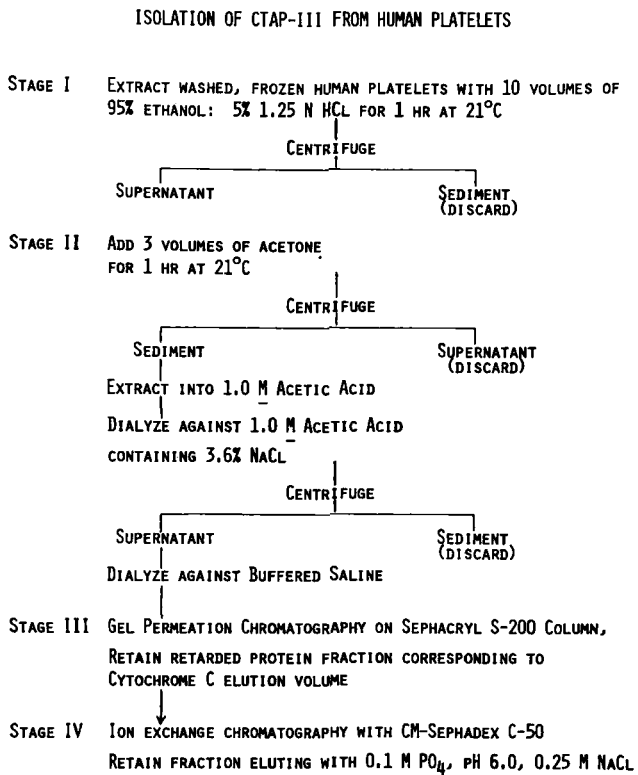 ISOLATION OF CTAP-III FROM HUMAN PLATELETS
STAGE I EXTRACT WASHED, FROZEN HUMAN PLATELETS WITH 10 VOLUMES OF
95% ETHANOL: 5% 1.25 N HCL FOR 1 HR AT 21°C
CENTRIFUGE
SUPERNATANT SEDIMENT
(DISCARD)
STAGE II ADD 3 VOLUMES OF ACETONE
FOR 1 HR AT 21°C
CENTRIFUGE
SEDIMENT SUPERNATANT
(DISCARD)
EXTRACT INTO 1.0 M ACETIC ACID
DIALYZE AGAINST 1.0 M ACETIC ACID
CONTAINING 3.6% NACL
CENTRIFUGE
SUPERNATANT SEDIMENT
(DISCARD)
DIALYZE AGAINST BUFFERED SALINE
STAGE III GEL PERMEATION CHROMATOGRAPHY ON SEPHACRYL S-200 COLUMN,
RETAIN RETARDED PROTEIN FRACTION CORRESPONDING TO
CYTOCHROME C ELUTION VOLUME
STAGE IV ION EXCHANGE CHROMATOGRAPHY WITH CM-SEPHADEX C-50
RETAIN FRACTION ELUTING WITH 0.1 M PO4, PH 6.0, 0.25 M NACL